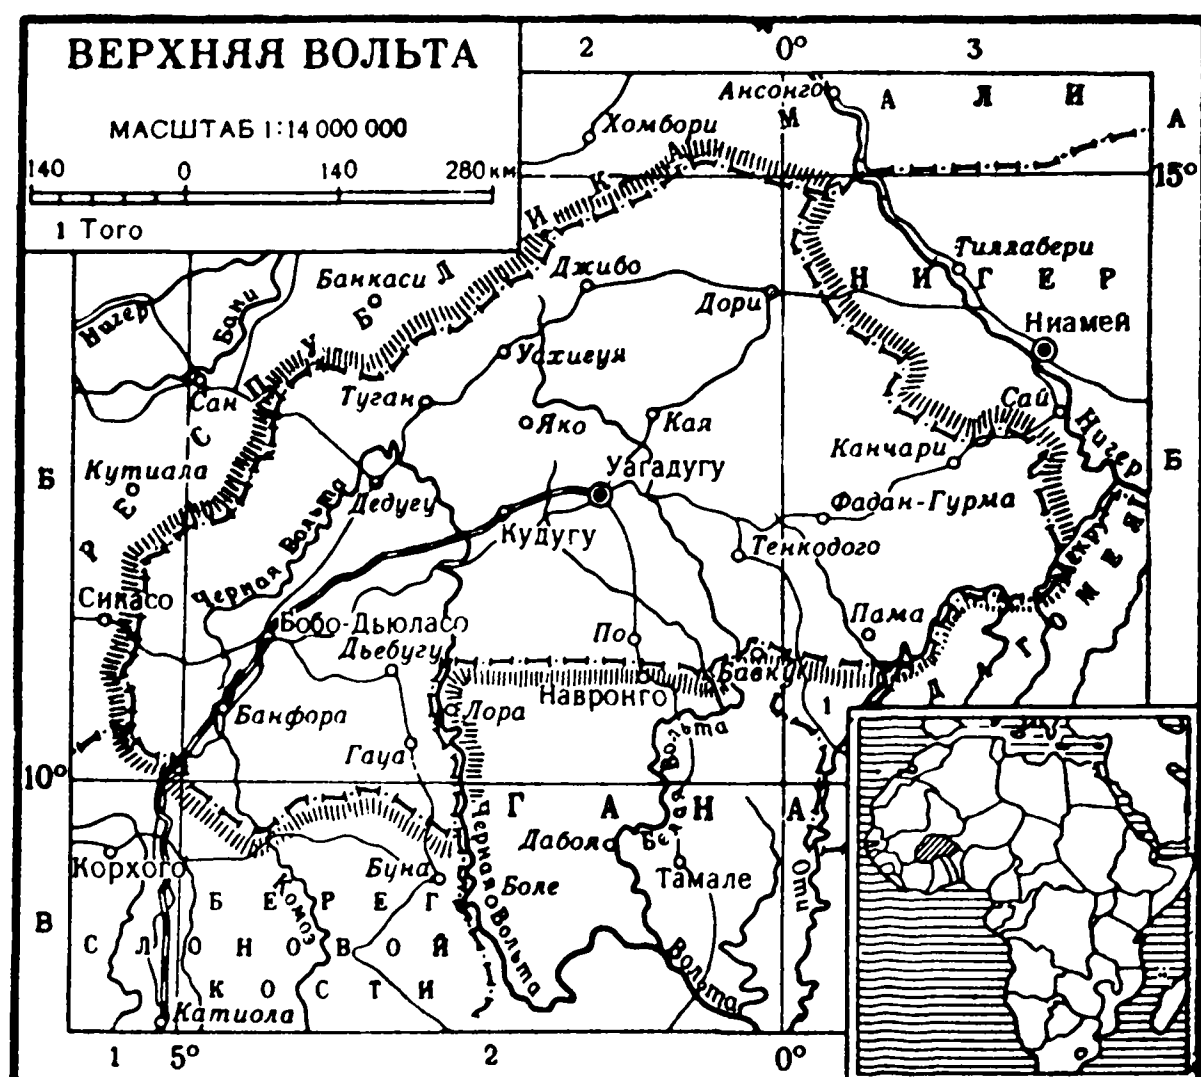 ВЕРХНЯЯ ВОЛЬТА
МАСШТАБ 1:14 000 000
140 0 140 280 км
1 Того
2 0° 3
Ансонго
М А Л И
А
Хомбори
15°
Р Е С П У Б Л И К А
Тиллабери
Н И Г Е Р
Банкаси
Джибо
Дори
Ниамей
Нигер
Бани
Уахигуя
Сан
Туган
Яко
Кая
Сай
Нигер
Канчари
Б
Кутиала
Уагадугу
Б
Дедугу
Фадан-Гурма
Черная Вольта
Кудугу
Тенкодого
Мекру
Д А Г О М Е Я
Сикасо
Бобо-Дьюласо
По
Пама
Дьебугу
Бавку
Навронго
Банфора
Лора
1
Гауа
Вольта
10°
Г А Н А
Черная Вольта
Дабоя
Оти
Корхого
Буна
Боле
Тамале
Комоэ
В
Б Е Р Е Г
С Л О Н О В О Й
К О С Т И
Вольта
Катиола
1 5° 2 0°